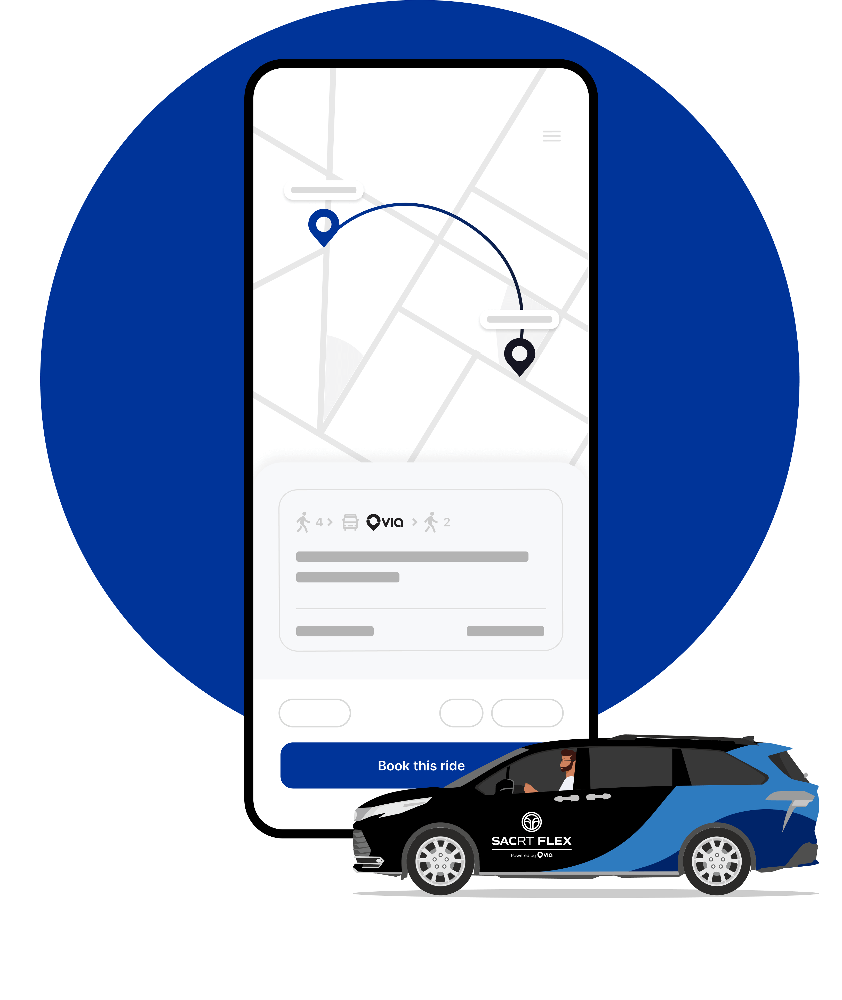 4 via 2
Book this ride
SACRT FLEX
Powered by via